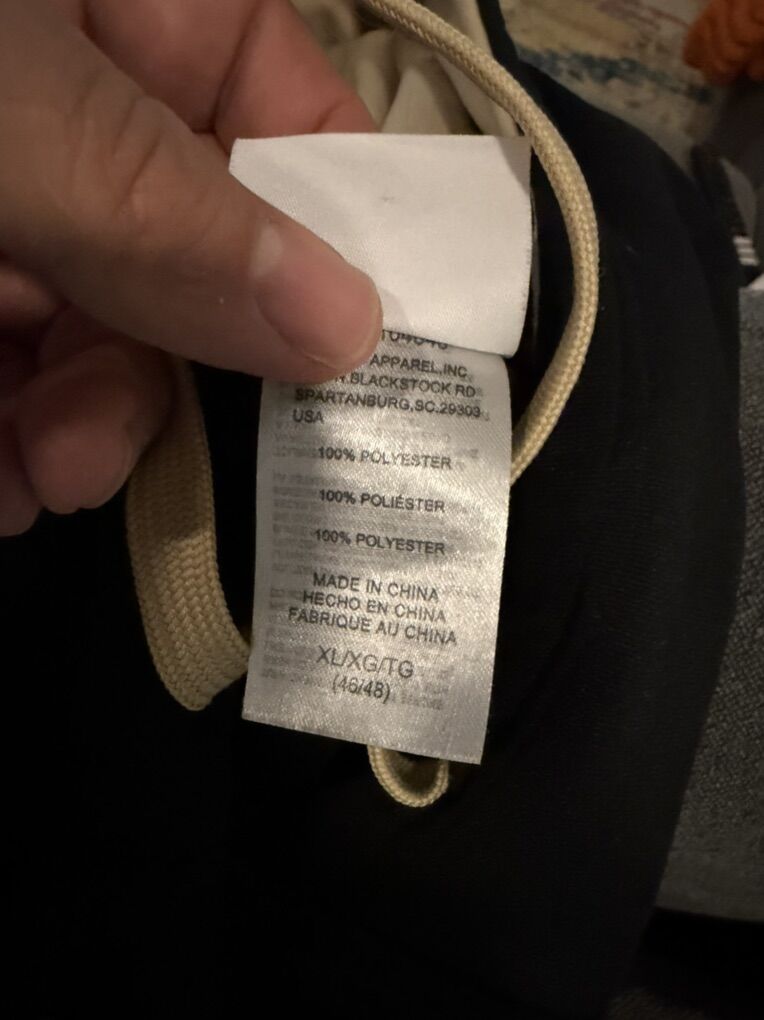 APPAREL.INC
BLACKSTOCK RD
SPARTANBURG,SC.29303
USA
100% POLYESTER
100% POLIÉSTER
100% POLYESTER
MADE IN CHINA
HECHO EN CHINA
FABRIQUE AU CHINA
XL/XG/TG
(46/48)